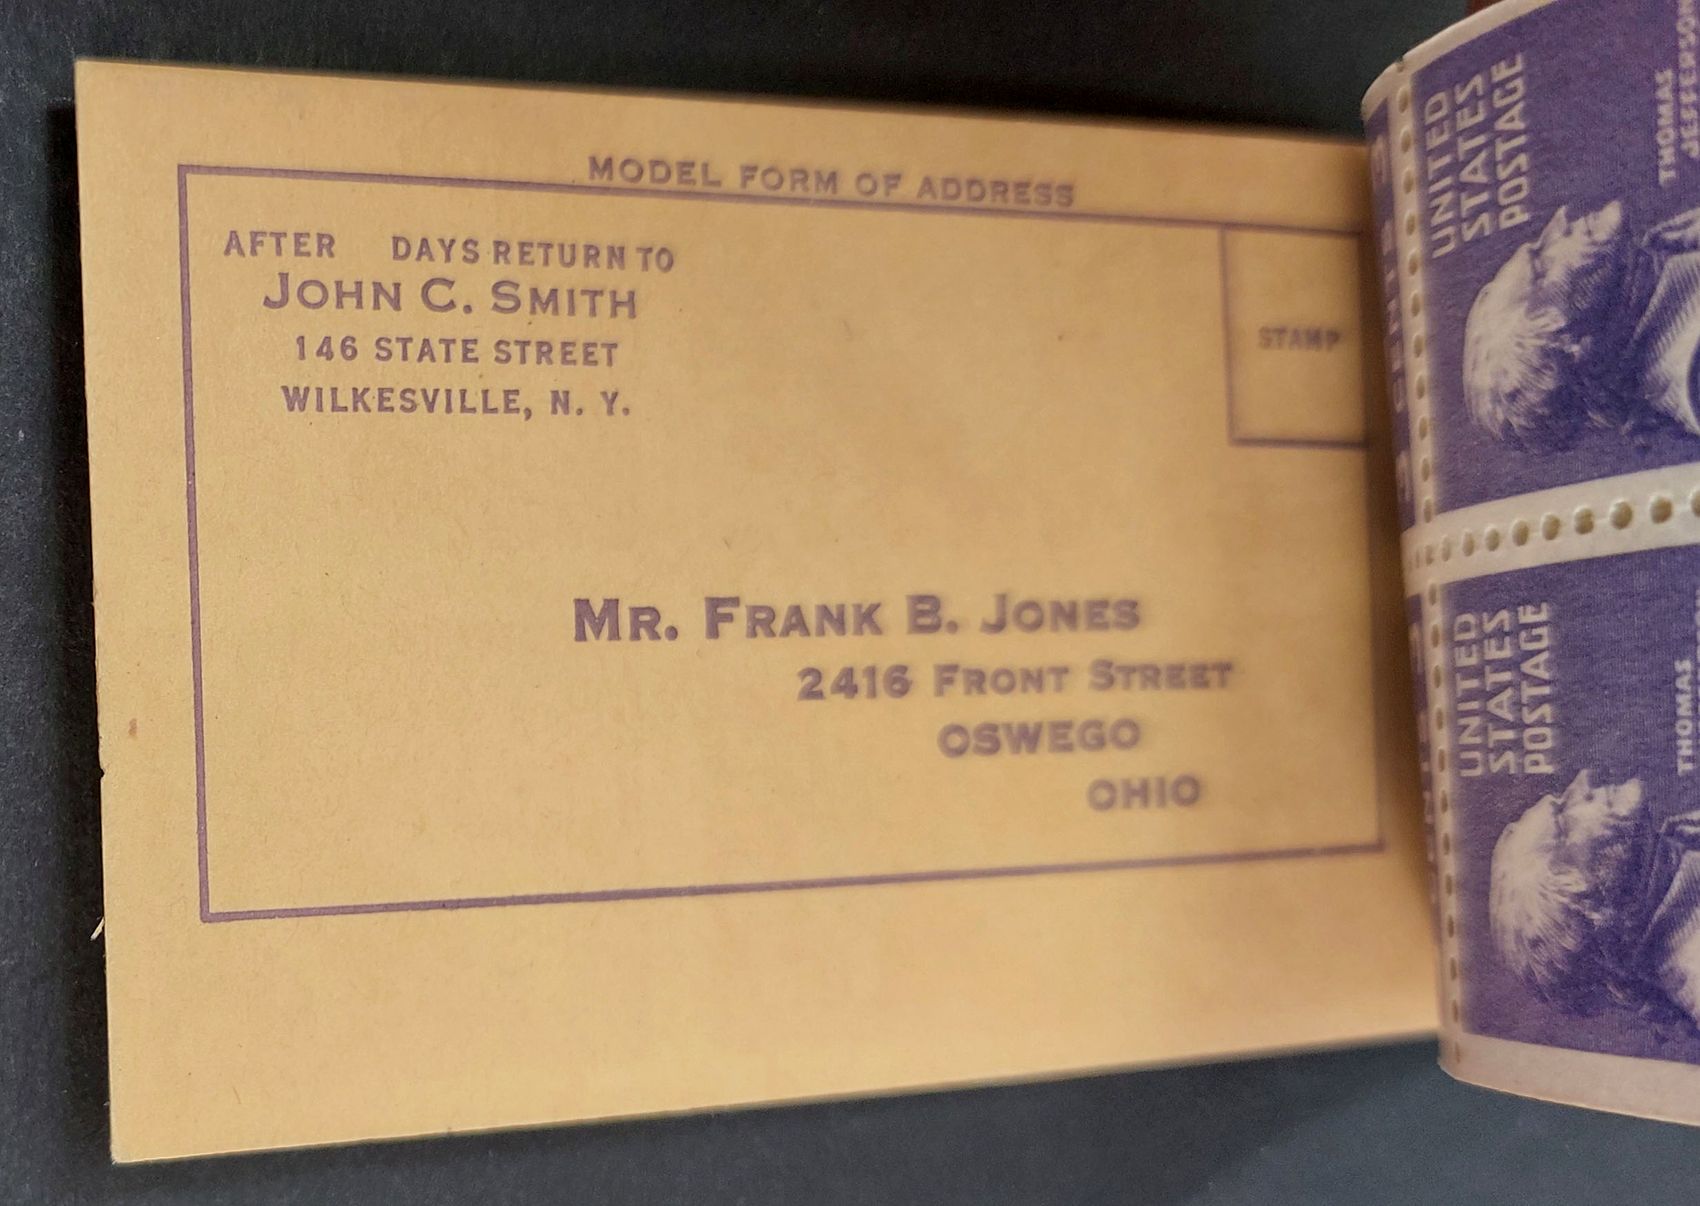 MODEL FORM OF ADDRESS
AFTER DAYS RETURN TO
JOHN C. SMITH
146 STATE STREET
WILKESVILLE, N. Y.
STAMP
MR. FRANK B. JONES
2416 FRONT STREET
OSWEGO
OHIO
UNITED
STATES
POSTAGE
THOMAS
JEFFERSON
UNITED
STATES
POSTAGE
THOMAS